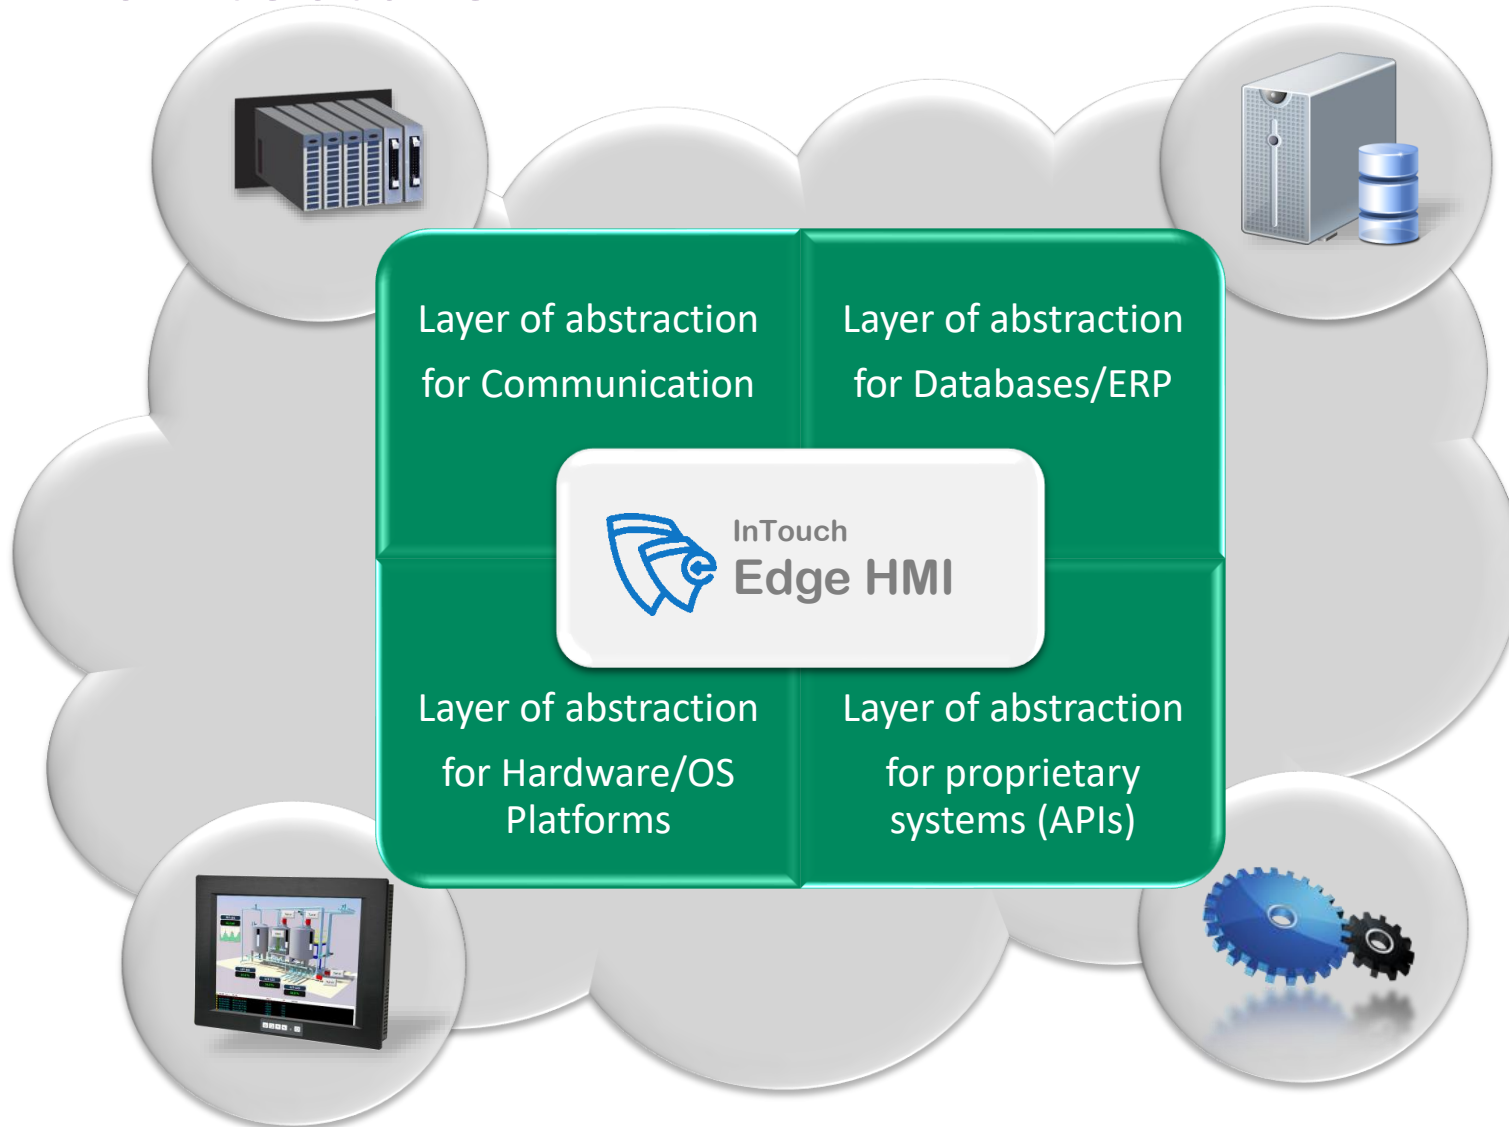 Layer of abstraction
for Communication
Layer of abstraction
for Databases/ERP
InTouch
Edge HMI
Layer of abstraction
for Hardware/OS
Platforms
Layer of abstraction
for proprietary
systems (APIs)